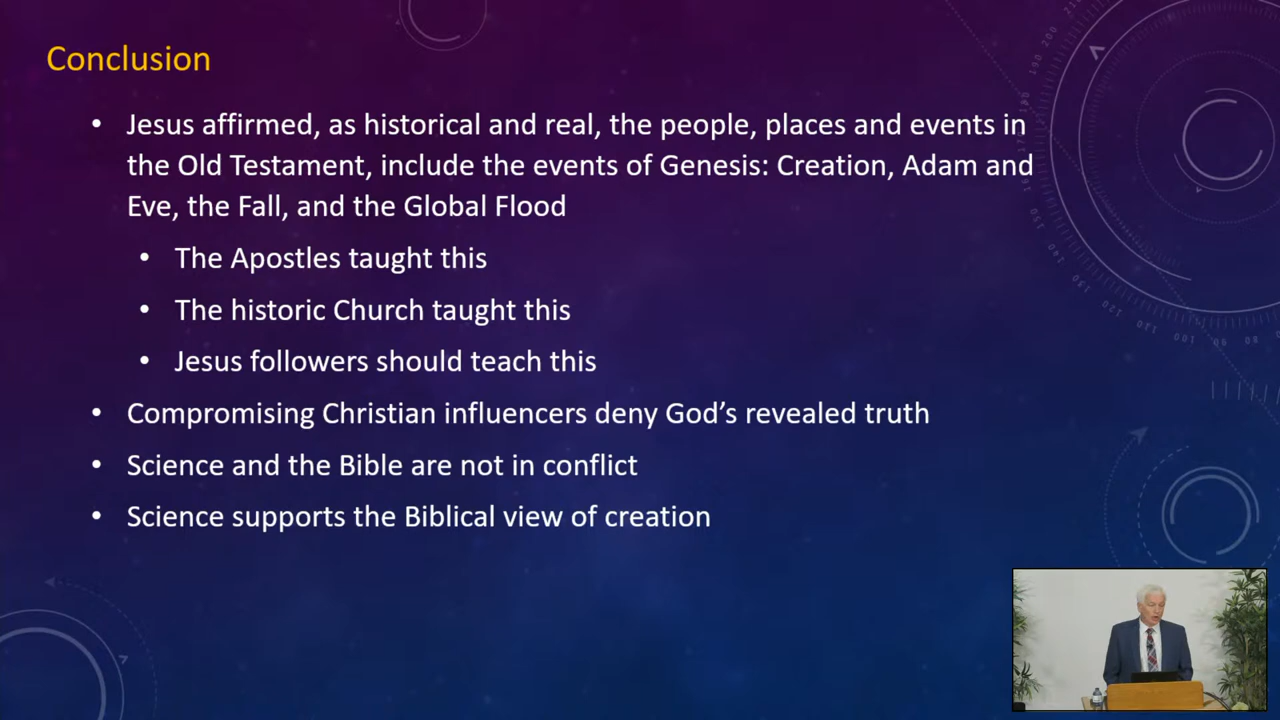 Conclusion
• Jesus affirmed, as historical and real, the people, places and events in
the Old Testament, include the events of Genesis: Creation, Adam and
Eve, the Fall, and the Global Flood
• The Apostles taught this
• The historic Church taught this
• Jesus followers should teach this
• Compromising Christian influencers deny God’s revealed truth
• Science and the Bible are not in conflict
• Science supports the Biblical view of creation